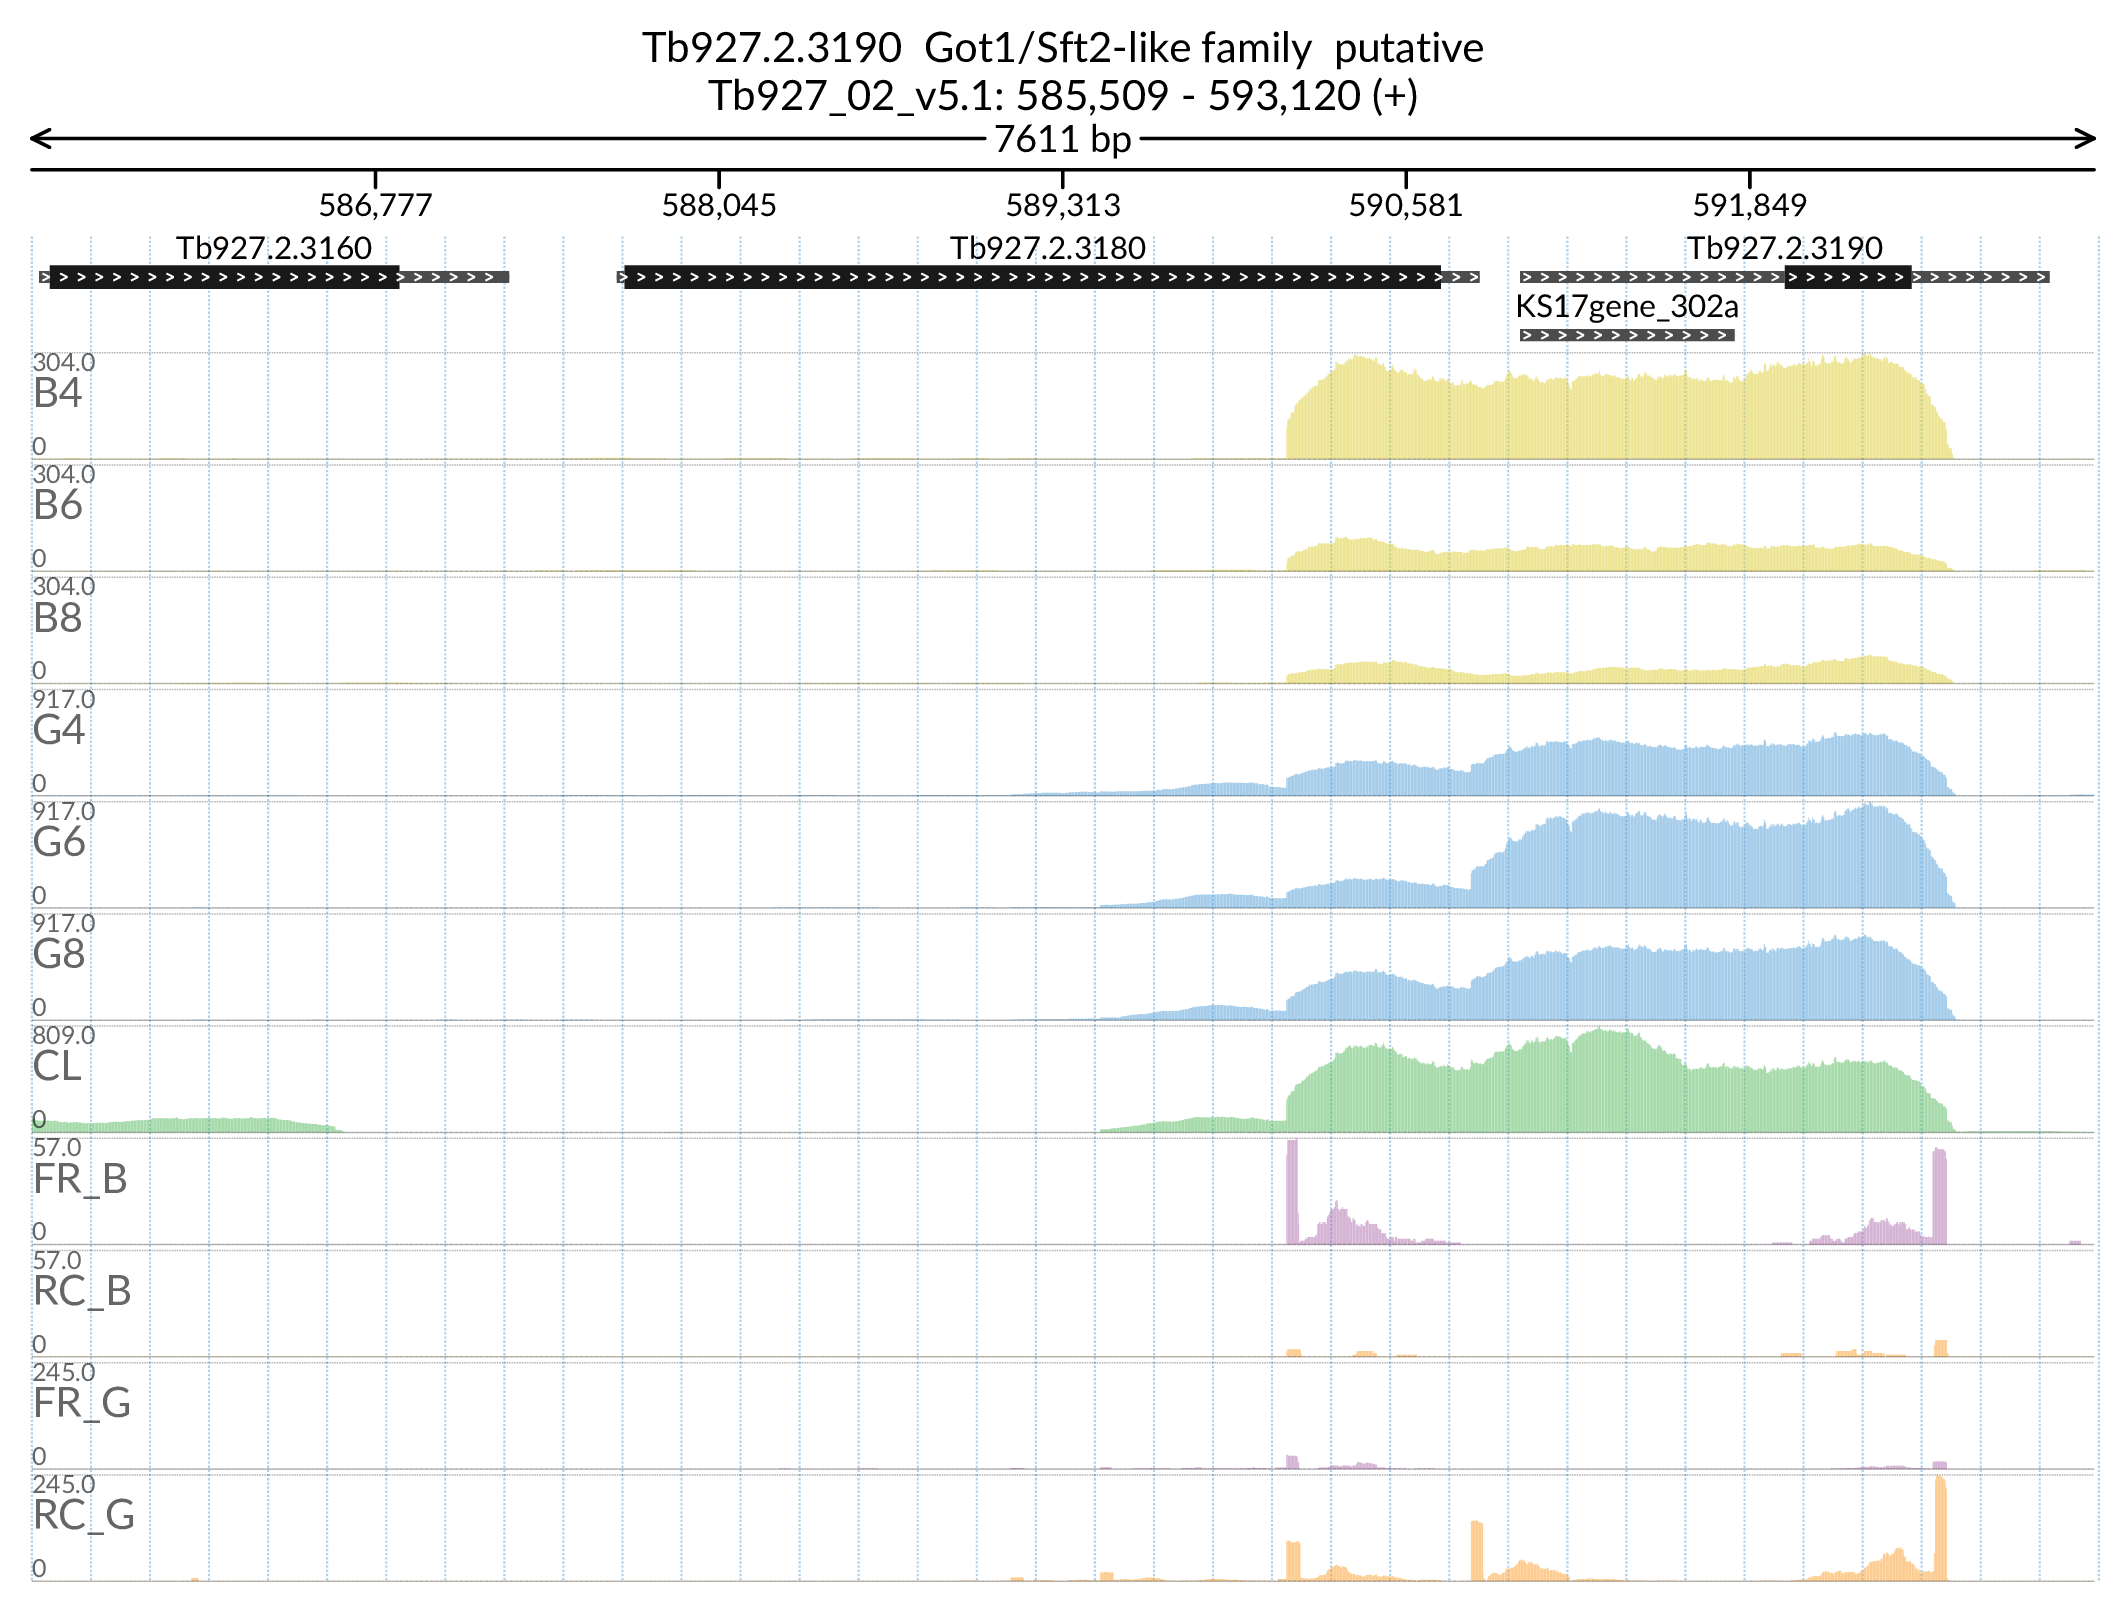 Tb927.2.3190  Got1/Sft2-like family  putative
Tb927_02_v5.1: 585,509 - 593,120 (+)
7611 bp
586,777 588,045 589,313 590,581 591,849
Tb927.2.3160 Tb927.2.3180 Tb927.2.3190
KS17gene_302a
304.0
B4
0
304.0
B6
0
304.0
B8
0
917.0
G4
0
917.0
G6
0
917.0
G8
0
809.0
CL
0
57.0
FR_B
0
57.0
RC_B
0
245.0
FR_G
0
245.0
RC_G
0